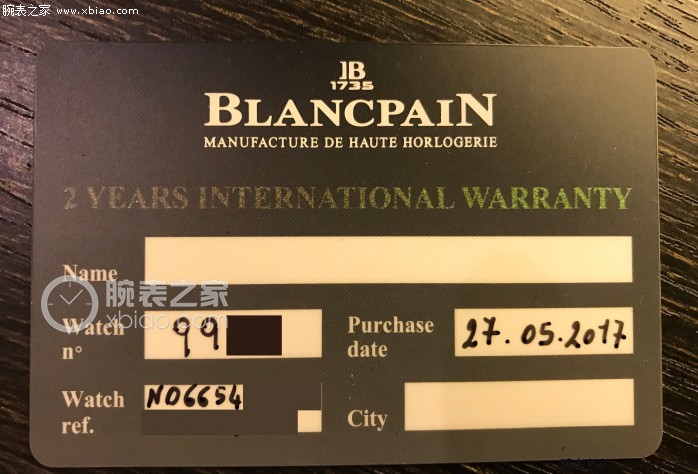 腕表之家
www.xbiao.com
JB
1735
BLANCPAIN
MANUFACTURE DE HAUTE HORLOGERIE
2 YEARS INTERNATIONAL WARRANTY
Name
腕表之家
xbiao.com
Watch n° 99
Purchase date 27.05.2017
Watch ref. N06654
City